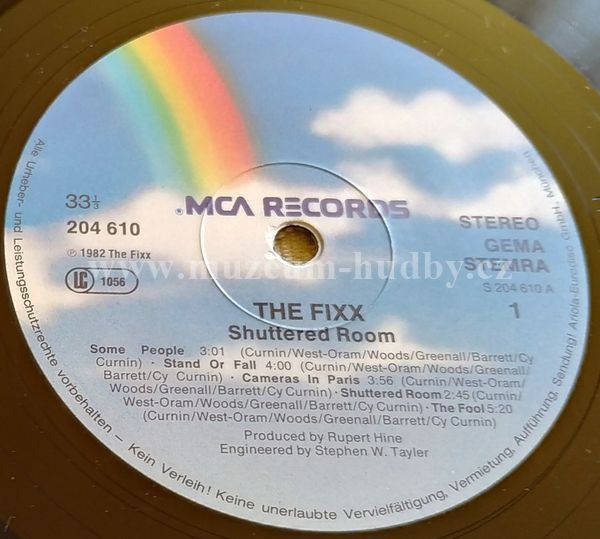 MCA RECORDS®
33⅓
204 610
℗ 1982 The Fixx
LC 1056
STEREO
GEMA
STEMRA
S 204 610 A
1
www.muzeum-hudby.cz
THE FIXX
Shuttered Room
Some People 3:01 (Curnin/West-Oram/Woods/Greenall/Barrett/Cy
Curnin) · Stand Or Fall 4:00 (Curnin/West-Oram/Woods/Greenall/
Barrett/Cy Curnin) · Cameras In Paris 3:56 (Curnin/West-Oram/
Woods/Greenall/Barrett/Cy Curnin) · Shuttered Room 2:45 (Curnin/
West-Oram/Woods/Greenall/Barrett/Cy Curnin) · The Fool 5:20
(Curnin/West-Oram/Woods/Greenall/Barrett/Cy Curnin)
Produced by Rupert Hine
Engineered by Stephen W. Tayler
Alle Urheber- und Leistungsschutzrechte vorbehalten – Kein Verleih! Keine unerlaubte Vervielfältigung, Vermietung, Aufführung, Sendung! Ariola-Eurodisc GmbH, München